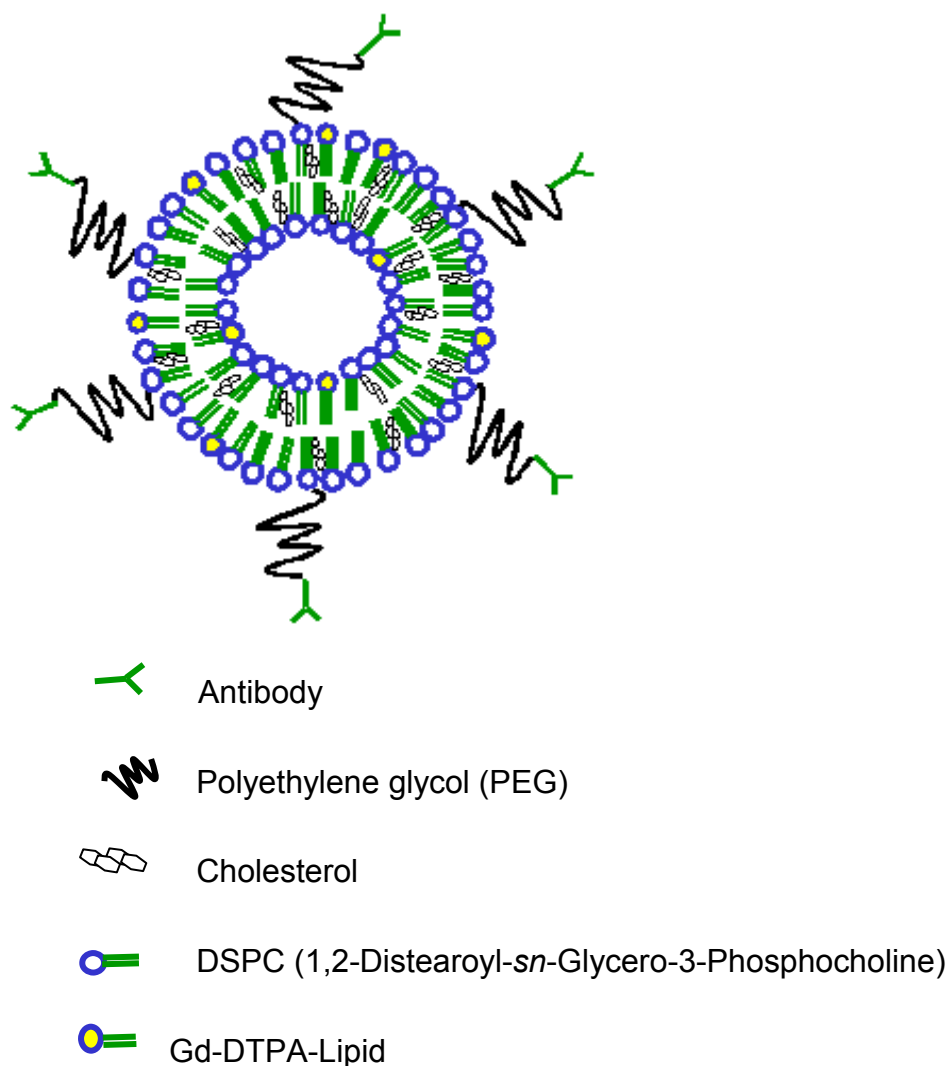 Antibody
Polyethylene glycol (PEG)
Cholesterol
DSPC (1,2-Distearoyl-sn-Glycero-3-Phosphocholine)
Gd-DTPA-Lipid